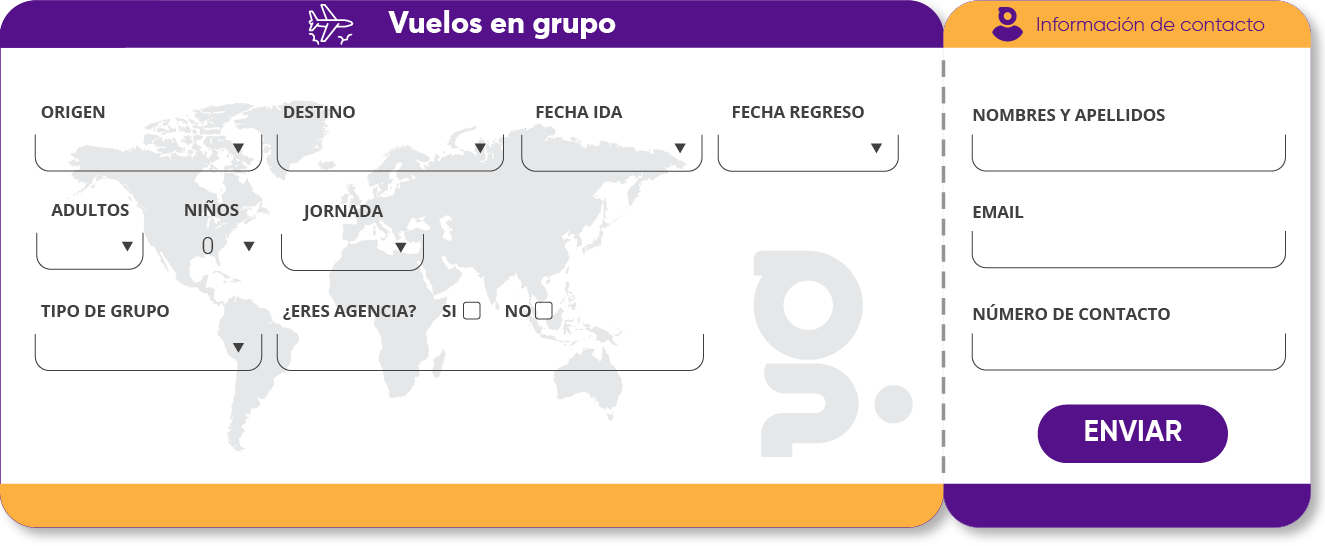 Vuelos en grupo
Información de contacto
ORIGEN
DESTINO
FECHA IDA
FECHA REGRESO
ADULTOS
NIÑOS
0
JORNADA
TIPO DE GRUPO
¿ERES AGENCIA? SI NO
NOMBRES Y APELLIDOS
EMAIL
NÚMERO DE CONTACTO
ENVIAR